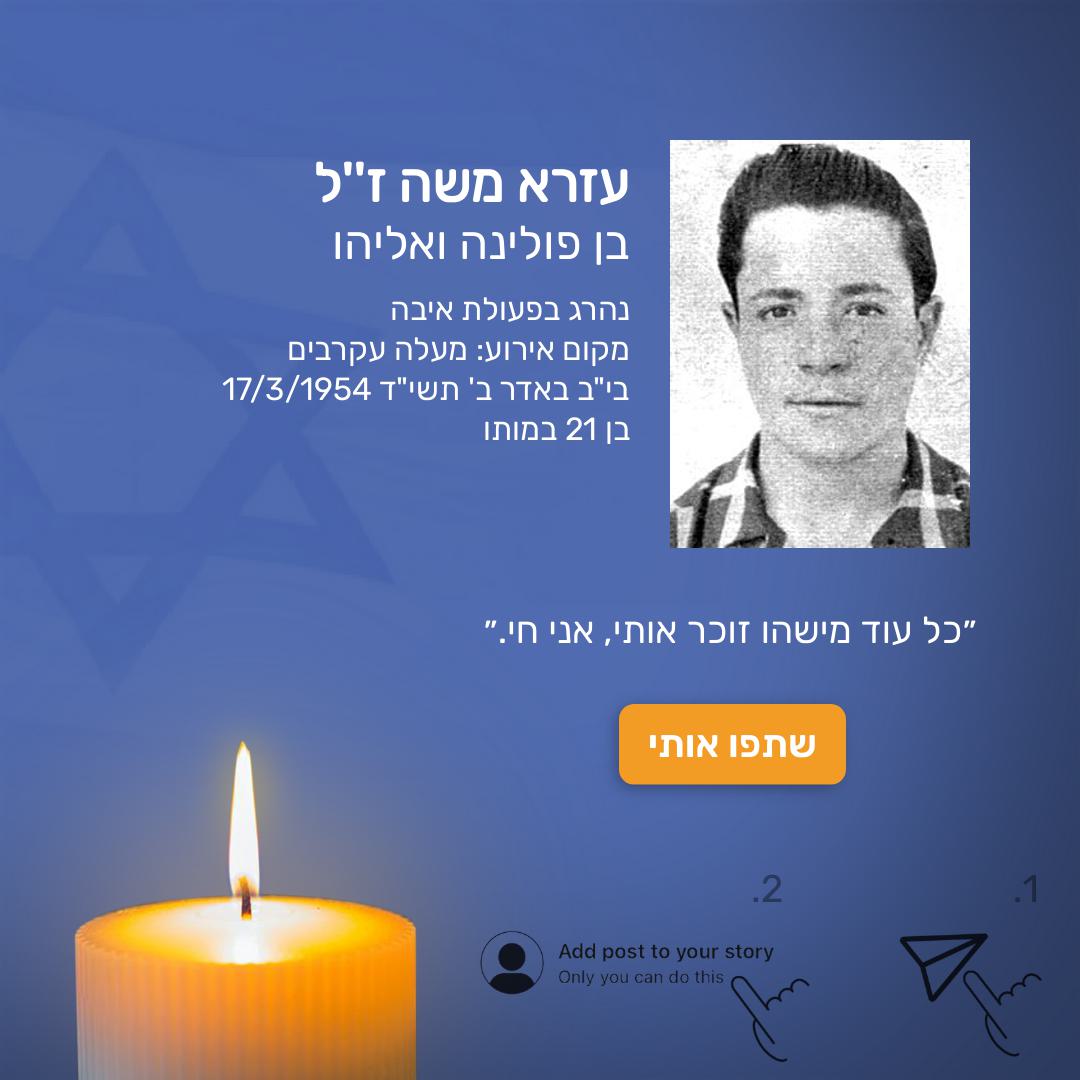 עזרא משה ז"ל
בן פולינה ואליהו
נהרג בפעולת איבה
מקום אירוע: מעלה עקרבים
בי"ב באדר ב' תשי"ד 17/3/1954
בן 21 במותו
"כל עוד מישהו זוכר אותי, אני חי."
שתפו אותי
1.
2.
Add post to your story
Only you can do this